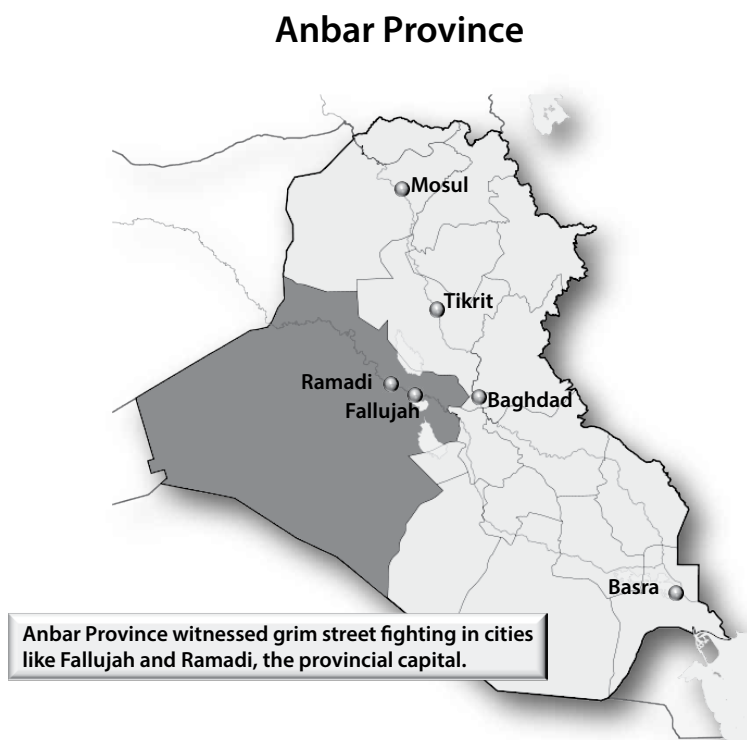 Anbar Province
Mosul
Tikrit
Ramadi
Fallujah
Baghdad
Basra
Anbar Province witnessed grim street fighting in cities
like Fallujah and Ramadi, the provincial capital.